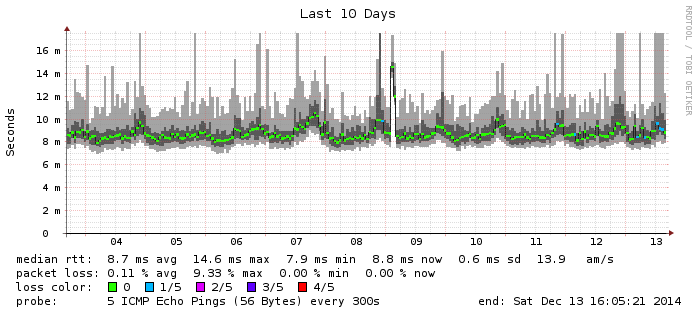 Last 10 Days
RRDTOOL / TOBI OETIKER
Seconds
16 m
14 m
12 m
10 m
8 m
6 m
4 m
2 m
0
04 05 06 07 08 09 10 11 12 13
median rtt: 8.7 ms avg 14.6 ms max 7.9 ms min 8.8 ms now 0.6 ms sd 13.9 am/s
packet loss: 0.11 % avg 9.33 % max 0.00 % min 0.00 % now
loss color: 0 1/5 2/5 3/5 4/5
probe: 5 ICMP Echo Pings (56 Bytes) every 300s end: Sat Dec 13 16:05:21 2014